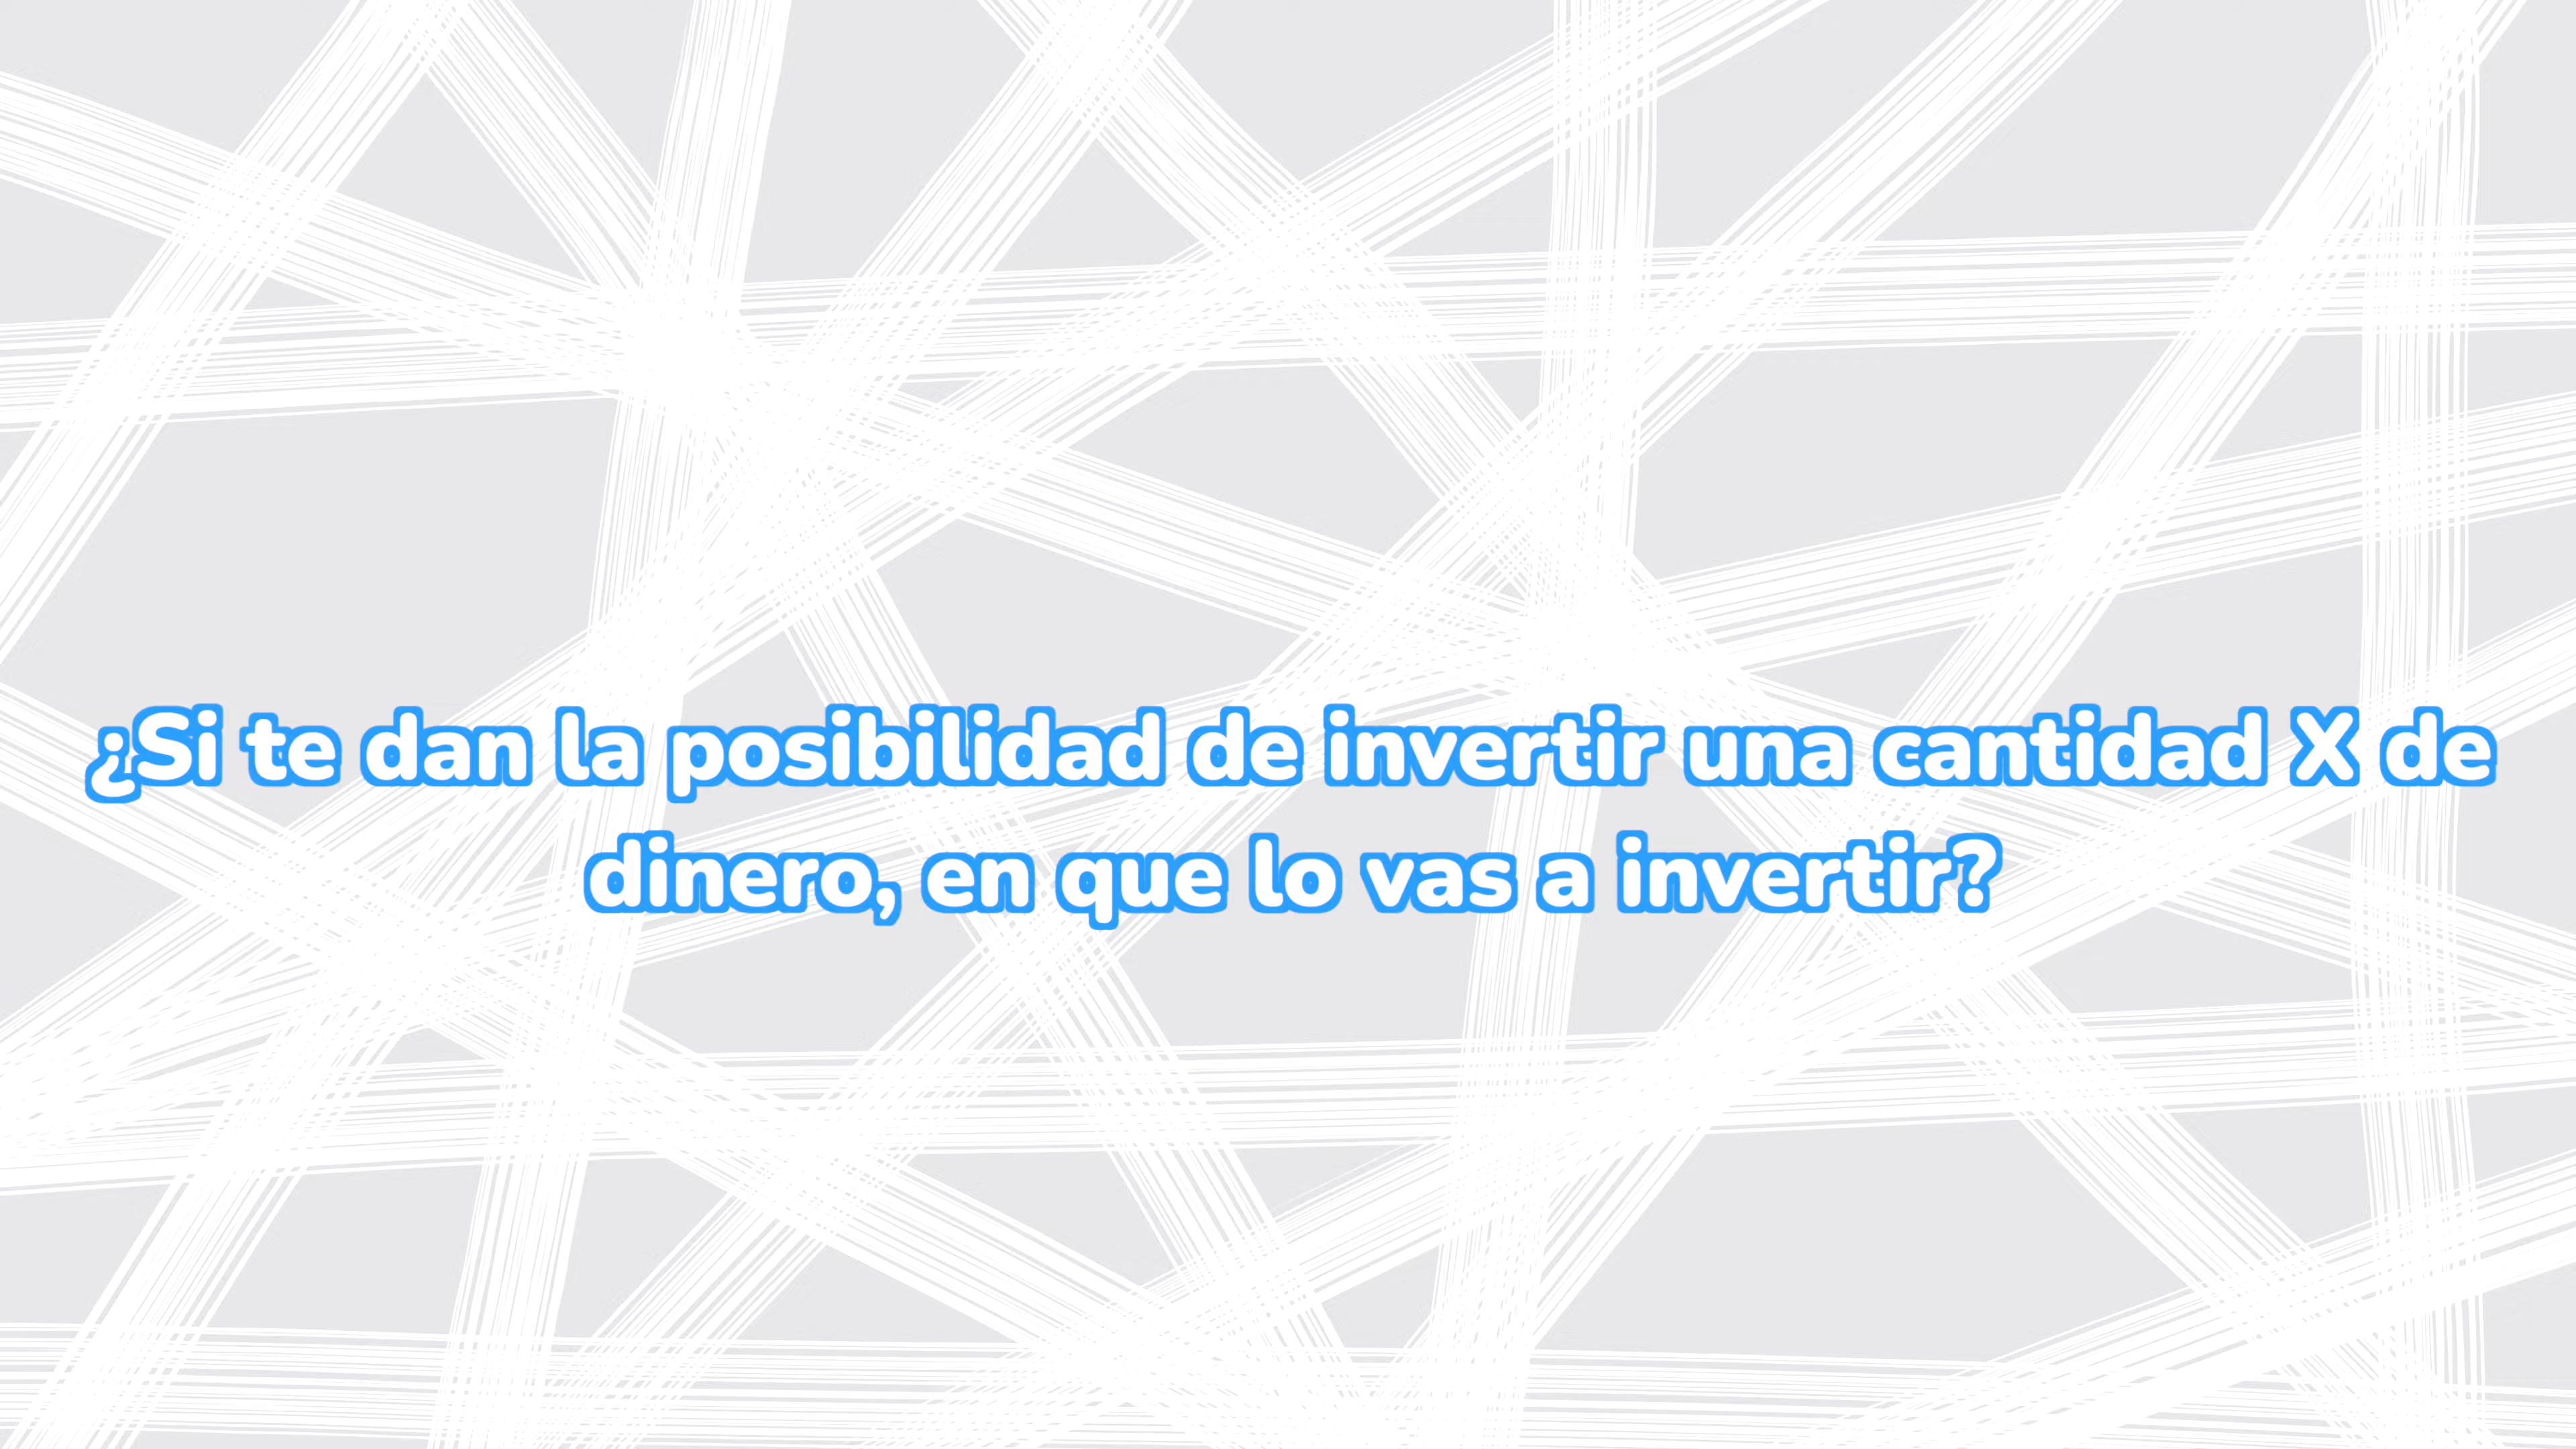 ¿Si te dan la posibilidad de invertir una cantidad X de
dinero, en que lo vas a invertir?